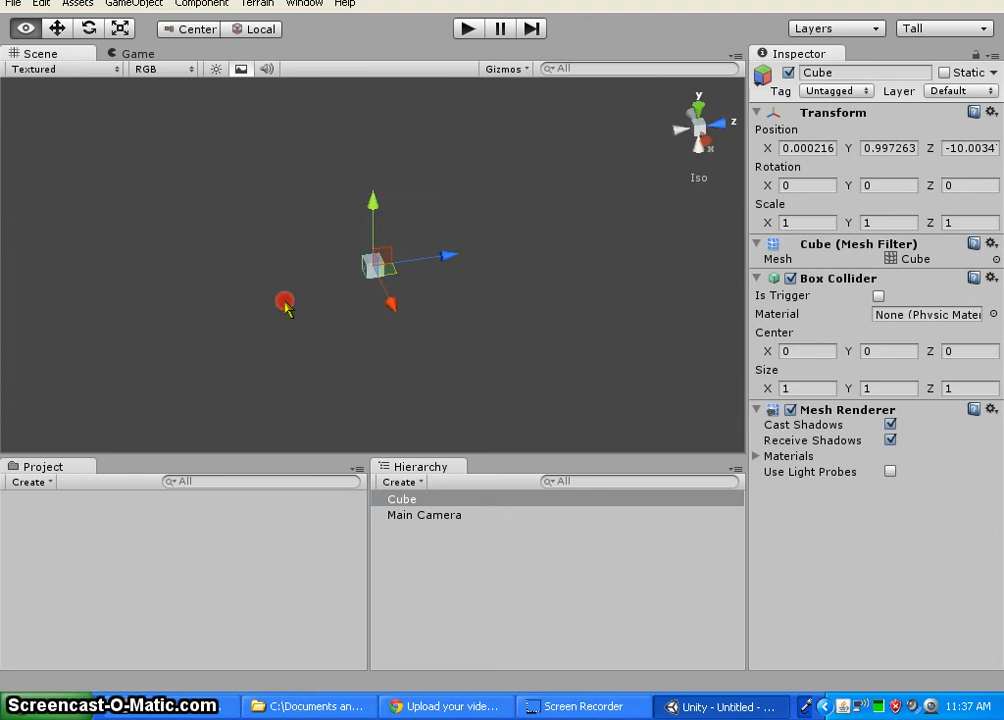 File Edit Assets GameObject Component Terrain Window Help
Center Local Layers Tall
Scene Game Inspector
Textured RGB Gizmos All
Cube Static
Tag Untagged Layer Default
Transform
Position
X 0.000216 Y 0.997263 Z -10.0034
Rotation
X 0 Y 0 Z 0
Scale
X 1 Y 1 Z 1
Cube (Mesh Filter)
Mesh Cube
Box Collider
Is Trigger
Material None (Physic Mater
Center
X 0 Y 0 Z 0
Size
X 1 Y 1 Z 1
Mesh Renderer
Cast Shadows
Receive Shadows
Materials
Use Light Probes
y
z
x
Iso
Project Hierarchy
Create All Create All
Cube
Main Camera
Screencast-O-Matic.com C:\Documents an... Upload your vide... Screen Recorder Unity - Untitled - ... 11:37 AM